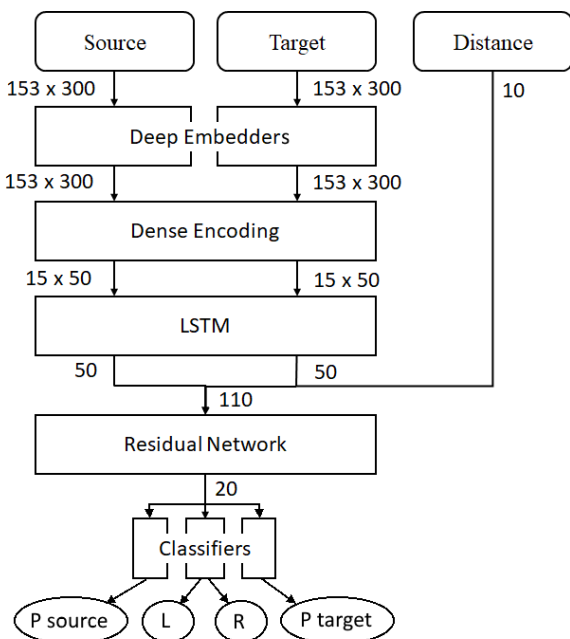 Source Target Distance
153 x 300 153 x 300 10
Deep Embedders
153 x 300 153 x 300
Dense Encoding
15 x 50 15 x 50
LSTM
50 50
110
Residual Network
20
Classifiers
P source L R P target